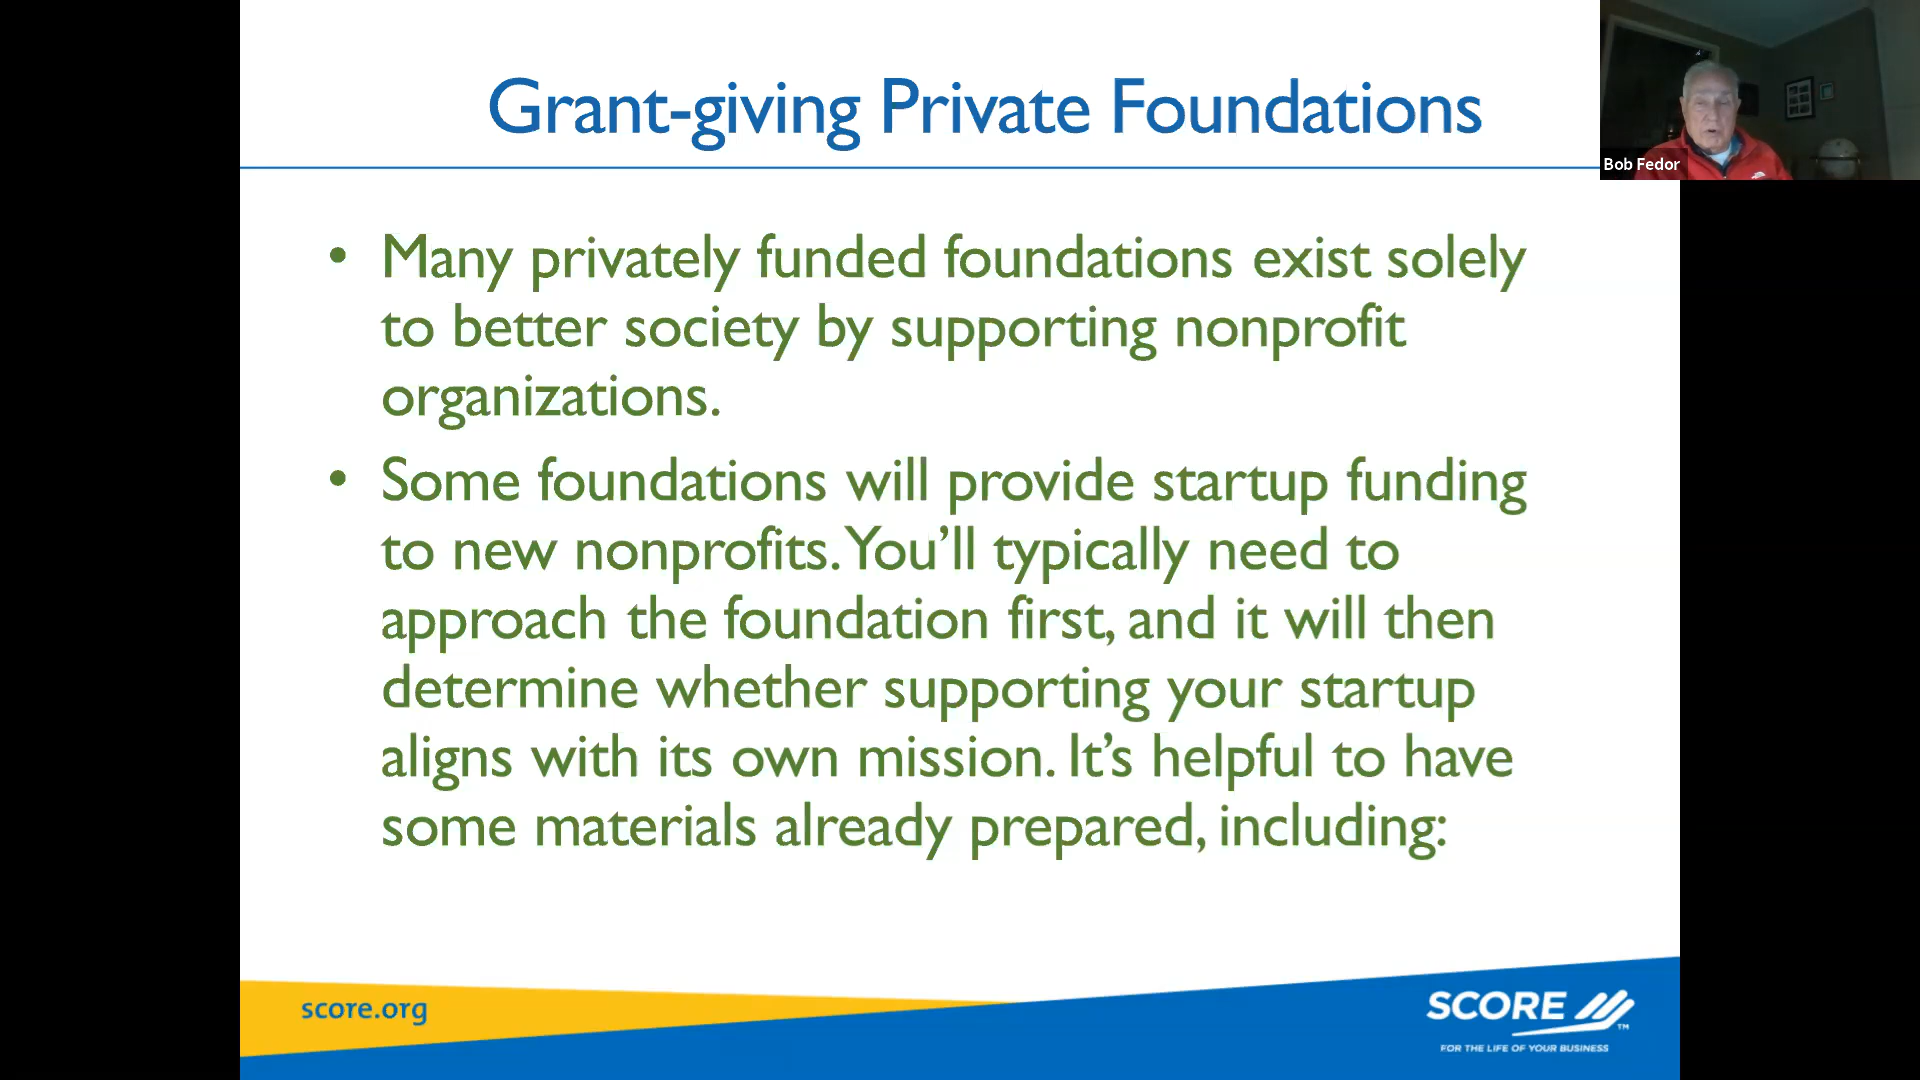 Grant-giving Private Foundations
Bob Fedor
• Many privately funded foundations exist solely
to better society by supporting nonprofit
organizations.
• Some foundations will provide startup funding
to new nonprofits. You’ll typically need to
approach the foundation first, and it will then
determine whether supporting your startup
aligns with its own mission. It’s helpful to have
some materials already prepared, including:
score.org
SCORE
™
FOR THE LIFE OF YOUR BUSINESS